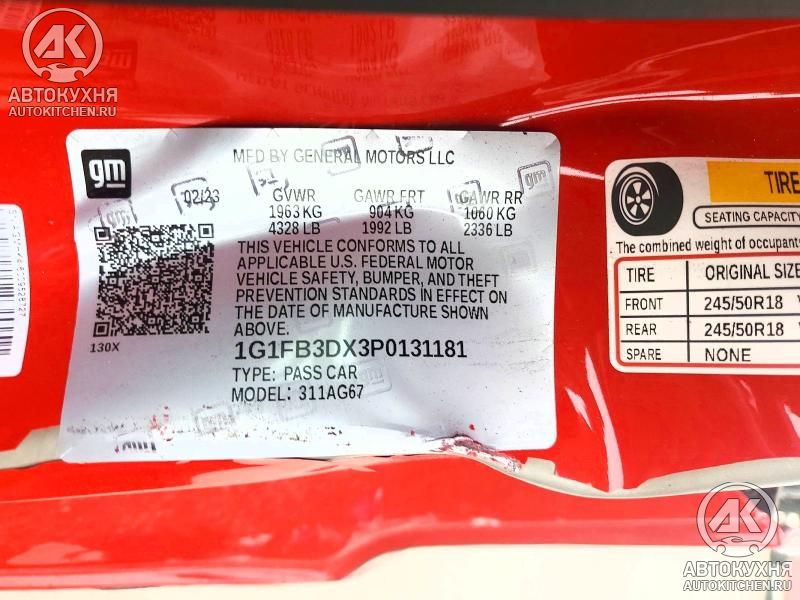 АК
АВТОКУХНЯ
AUTOKITCHEN.RU
gm
MFD BY GENERAL MOTORS LLC
02/23 GVWR GAWR FRT GAWR RR
1963 KG 904 KG 1060 KG
4328 LB 1992 LB 2336 LB
THIS VEHICLE CONFORMS TO ALL
APPLICABLE U.S. FEDERAL MOTOR
VEHICLE SAFETY, BUMPER, AND THEFT
PREVENTION STANDARDS IN EFFECT ON
THE DATE OF MANUFACTURE SHOWN
ABOVE.
130X
1G1FB3DX3P0131181
TYPE: PASS CAR
MODEL: 311AG67
TIRE
SEATING CAPACITY
The combined weight of occupant
TIRE ORIGINAL SIZE
FRONT 245/50R18 V
REAR 245/50R18 V
SPARE NONE
АК
АВТОКУХНЯ
AUTOKITCHEN.RU